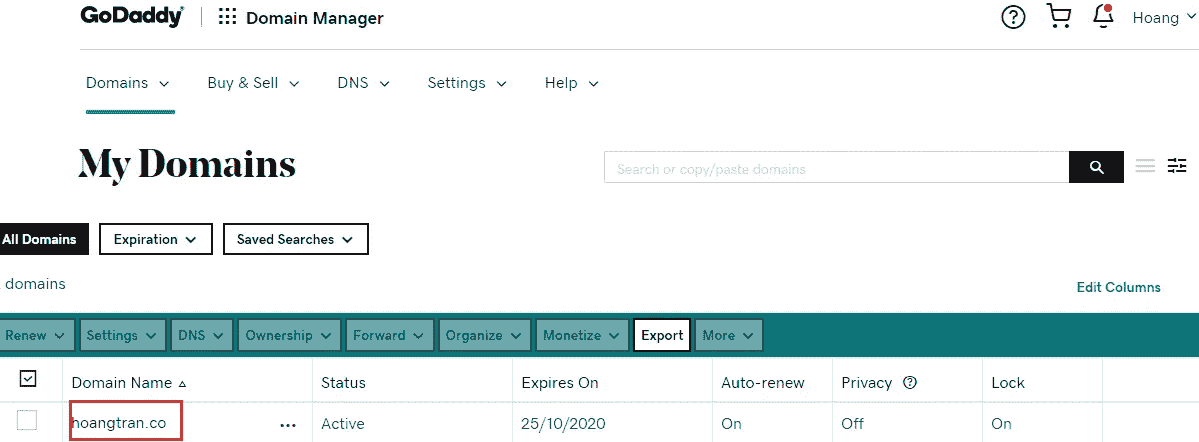 GoDaddy Domain Manager Hoang
Domains Buy & Sell DNS Settings Help
My Domains Search or copy/paste domains
All Domains Expiration Saved Searches
domains Edit Columns
Renew Settings DNS Ownership Forward Organize Monetize Export More
Domain Name Status Expires On Auto-renew Privacy ? Lock
hoangtran.co ... Active 25/10/2020 On Off On